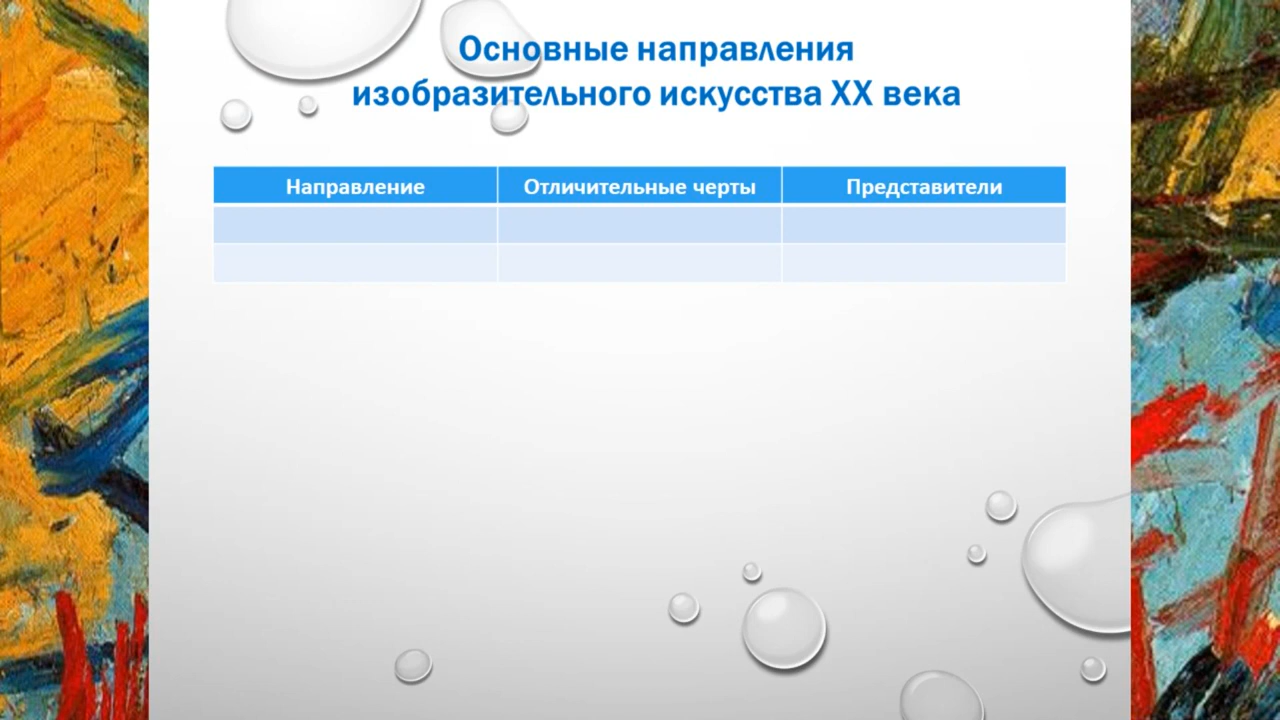 Основные направления
изобразительного искусства XX века
Направление Отличительные черты Представители